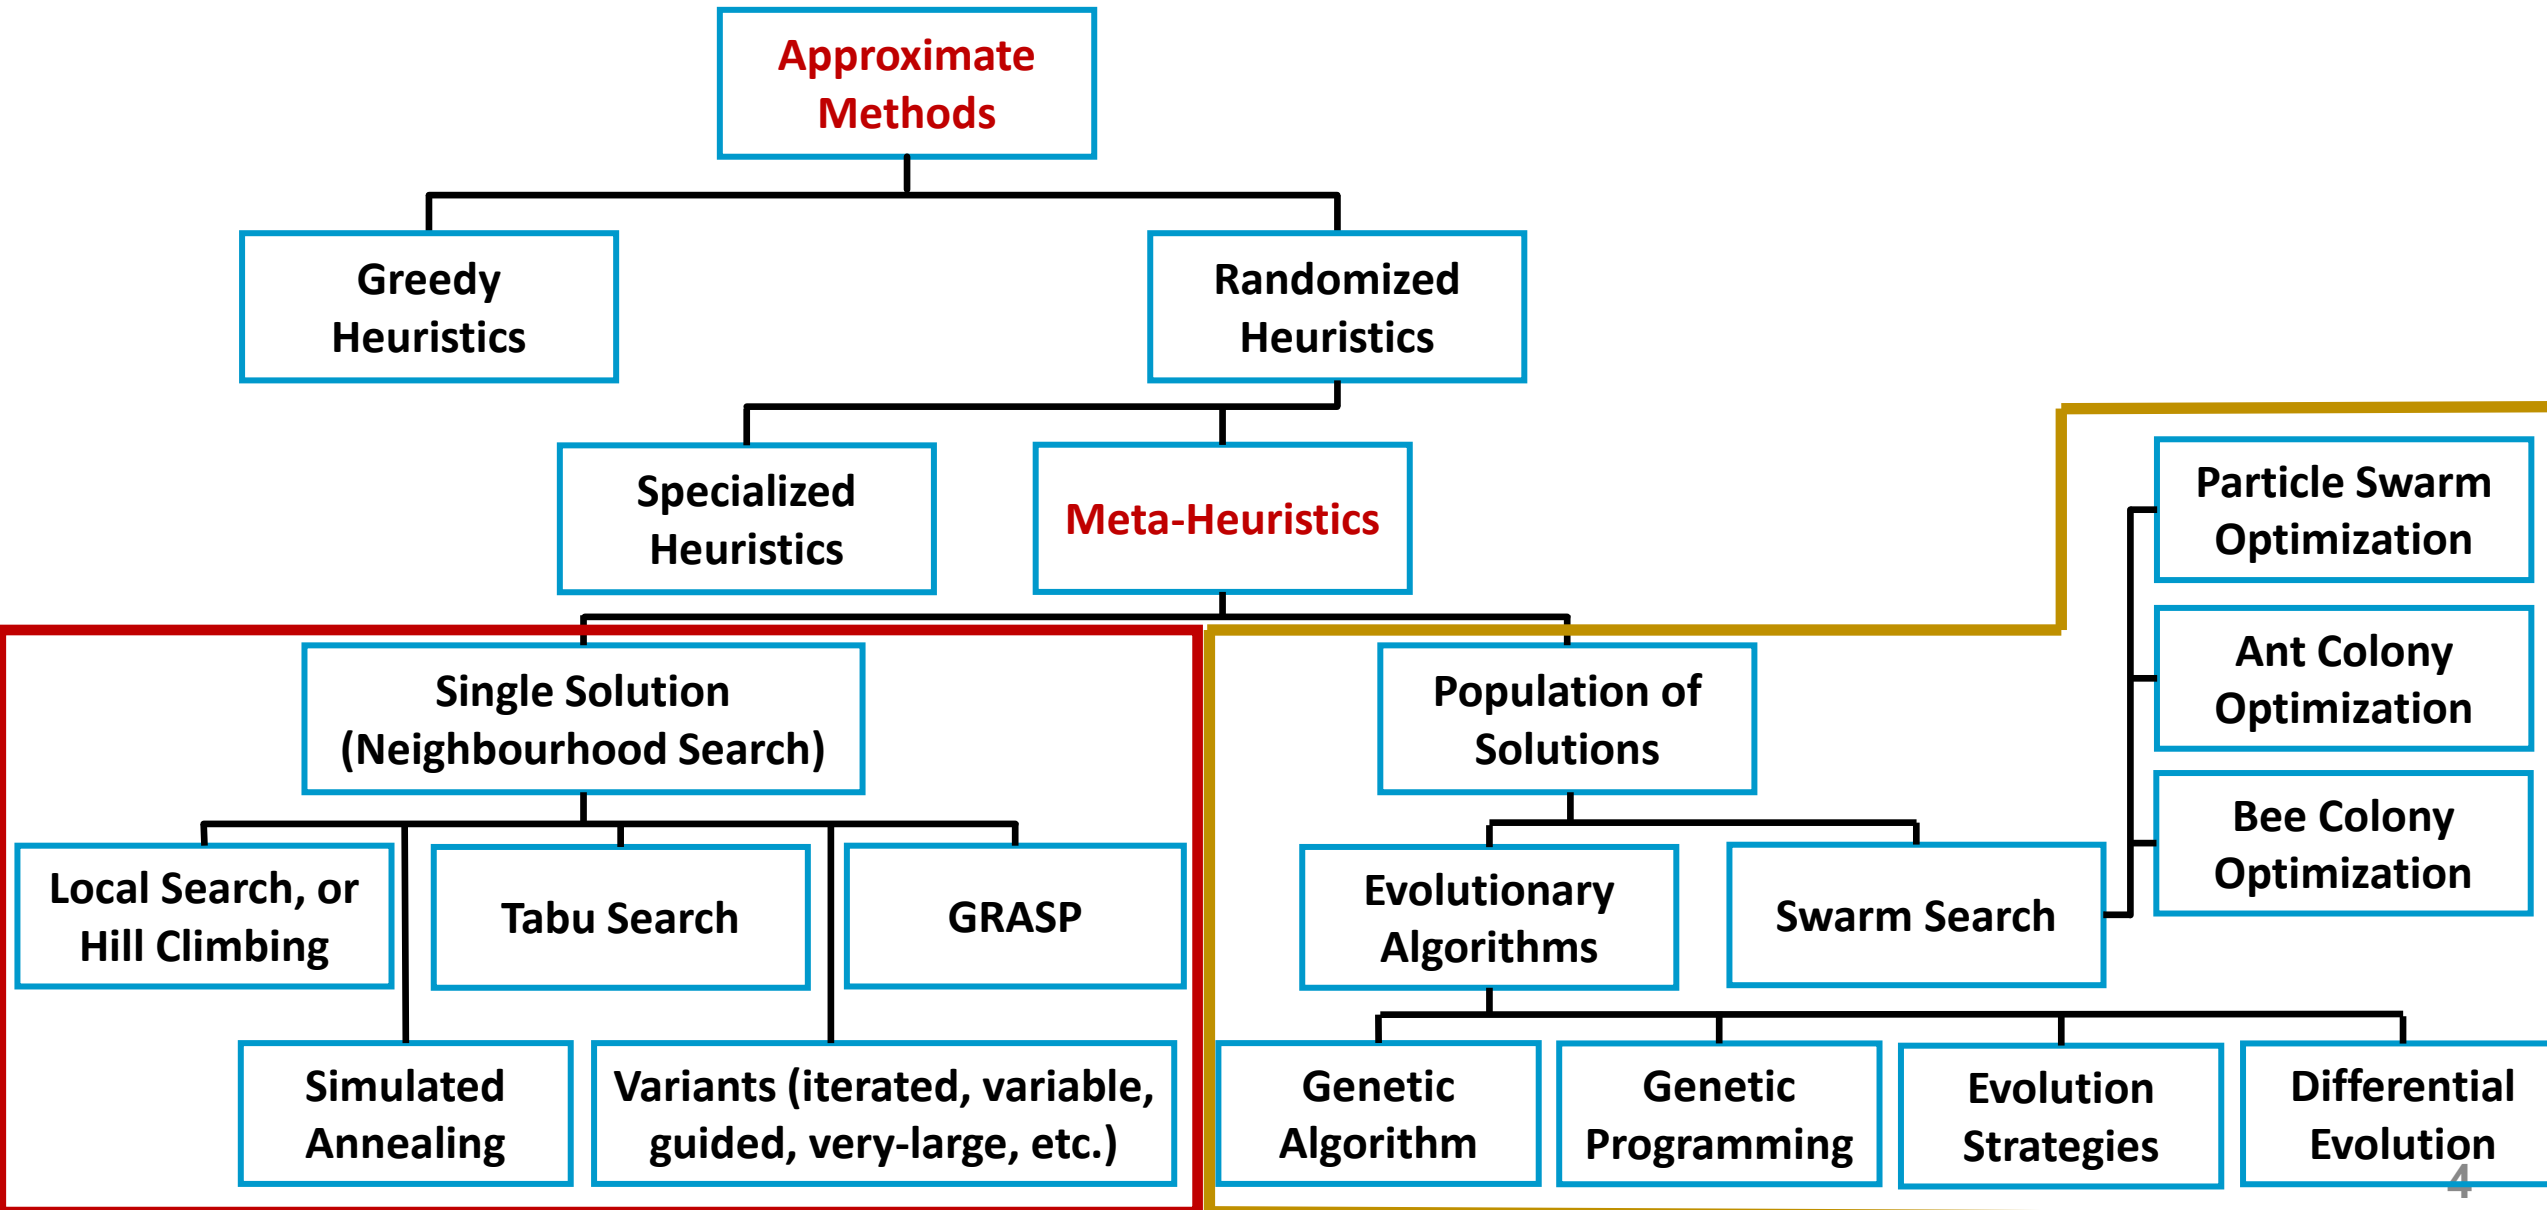 Approximate
Methods
Greedy
Heuristics
Randomized
Heuristics
Specialized
Heuristics
Meta-Heuristics
Particle Swarm
Optimization
Ant Colony
Optimization
Bee Colony
Optimization
Single Solution
(Neighbourhood Search)
Population of
Solutions
Local Search, or
Hill Climbing
Tabu Search
GRASP
Evolutionary
Algorithms
Swarm Search
Simulated
Annealing
Variants (iterated, variable,
guided, very-large, etc.)
Genetic
Algorithm
Genetic
Programming
Evolution
Strategies
Differential
Evolution
4